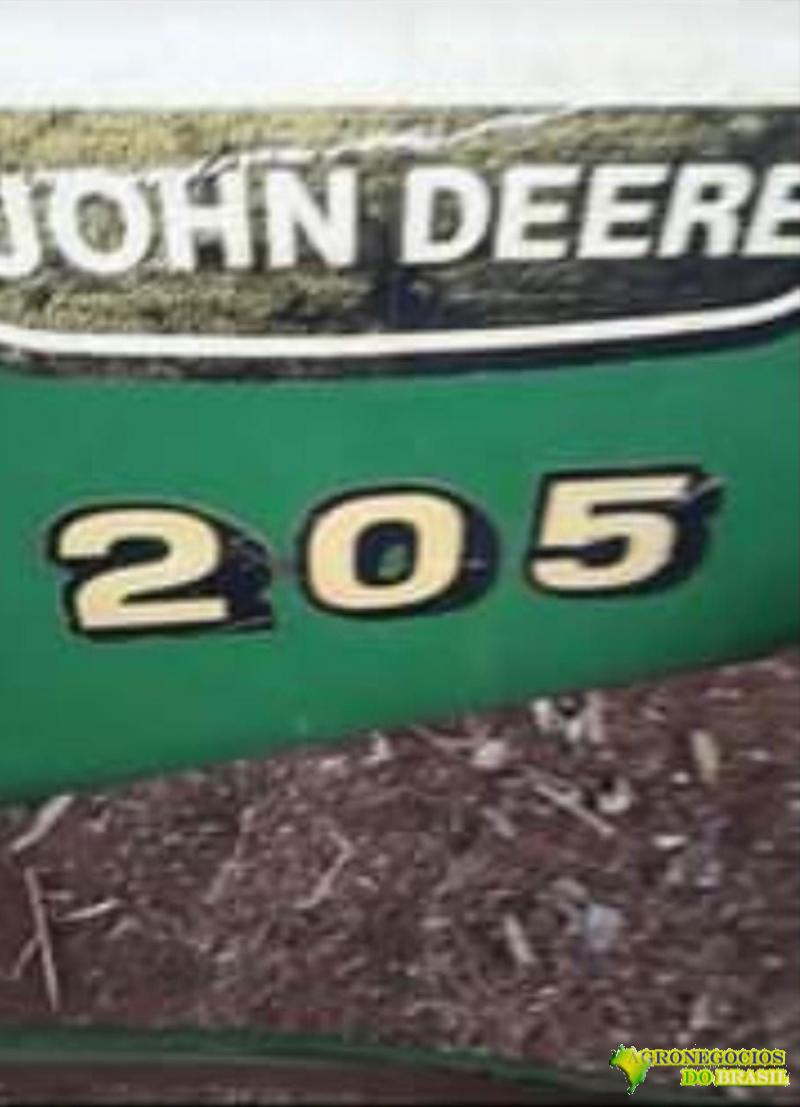 JOHN DEERE
205
AGRONEGOCIOS
DO BRASIL